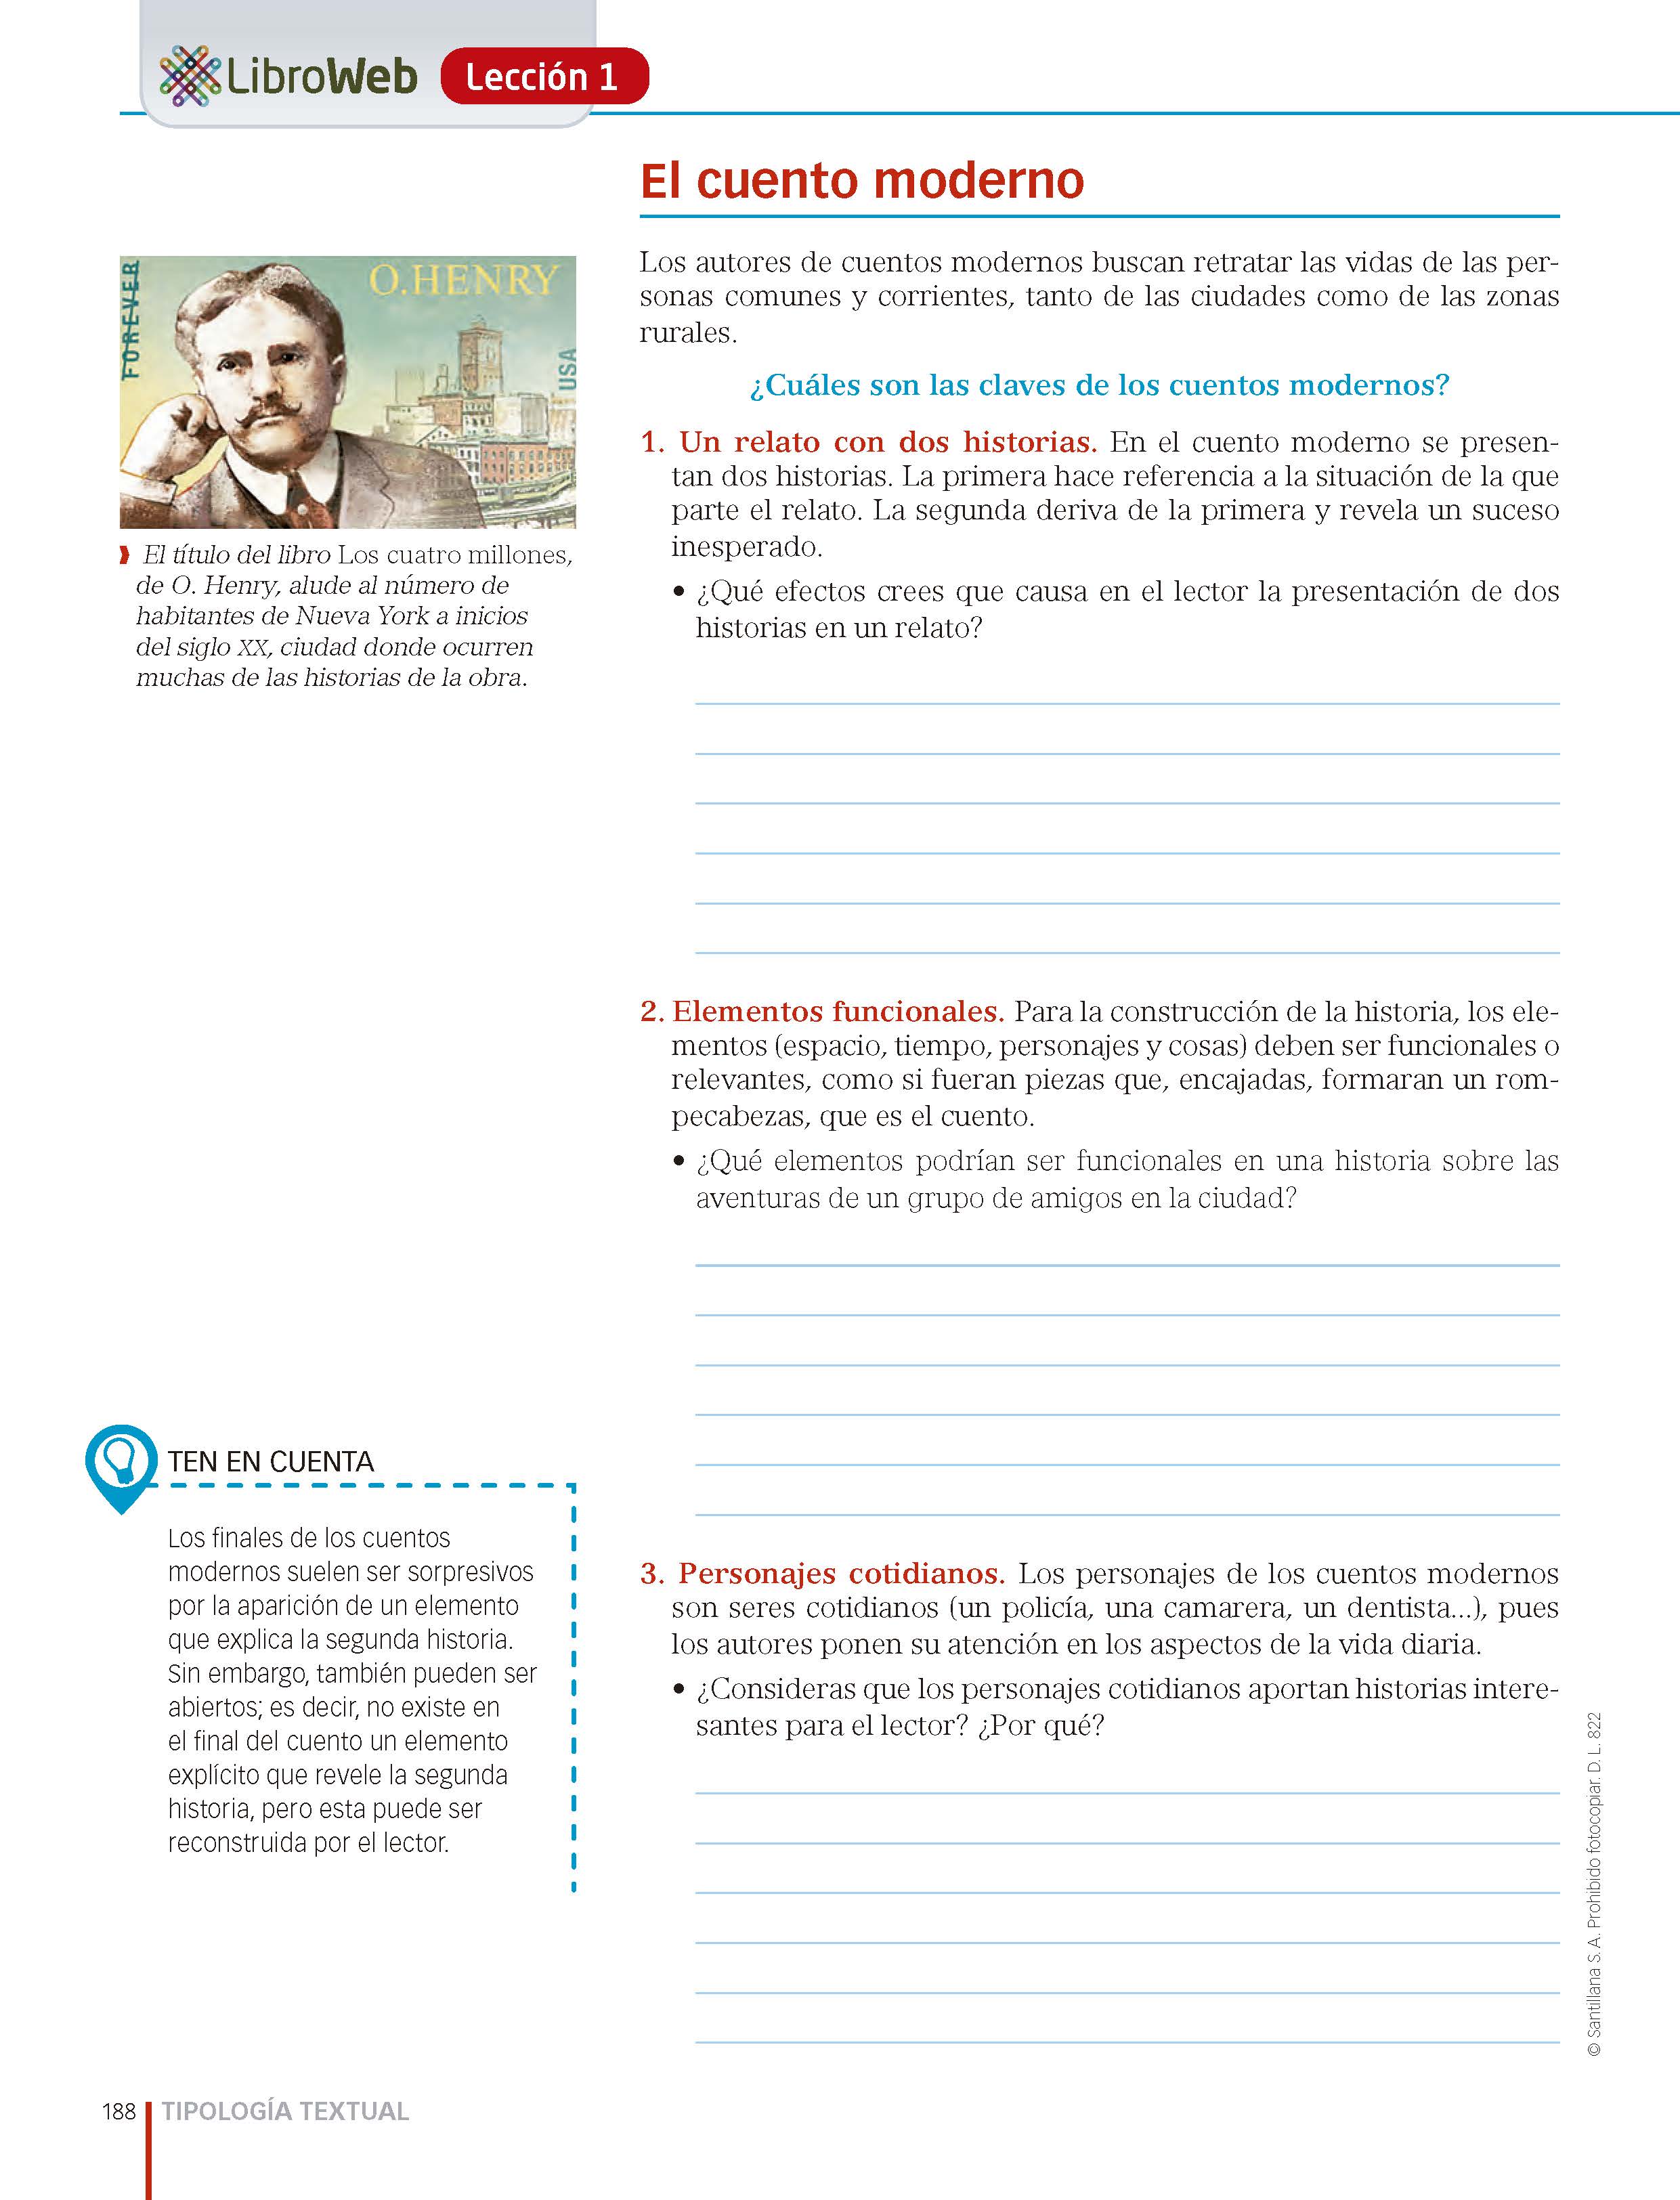 LibroWeb Lección 1
El cuento moderno
O.HENRY
FOREVER
USA
El título del libro Los cuatro millones,
de O. Henry, alude al número de
habitantes de Nueva York a inicios
del siglo XX, ciudad donde ocurren
muchas de las historias de la obra.
Los autores de cuentos modernos buscan retratar las vidas de las per-
sonas comunes y corrientes, tanto de las ciudades como de las zonas
rurales.
¿Cuáles son las claves de los cuentos modernos?
1. Un relato con dos historias. En el cuento moderno se presen-
tan dos historias. La primera hace referencia a la situación de la que
parte el relato. La segunda deriva de la primera y revela un suceso
inesperado.
• ¿Qué efectos crees que causa en el lector la presentación de dos
historias en un relato?
2. Elementos funcionales. Para la construcción de la historia, los ele-
mentos (espacio, tiempo, personajes y cosas) deben ser funcionales o
relevantes, como si fueran piezas que, encajadas, formaran un rom-
pecabezas, que es el cuento.
• ¿Qué elementos podrían ser funcionales en una historia sobre las
aventuras de un grupo de amigos en la ciudad?
TEN EN CUENTA
Los finales de los cuentos
modernos suelen ser sorpresivos
por la aparición de un elemento
que explica la segunda historia.
Sin embargo, también pueden ser
abiertos; es decir, no existe en
el final del cuento un elemento
explícito que revele la segunda
historia, pero esta puede ser
reconstruida por el lector.
3. Personajes cotidianos. Los personajes de los cuentos modernos
son seres cotidianos (un policía, una camarera, un dentista...), pues
los autores ponen su atención en los aspectos de la vida diaria.
• ¿Consideras que los personajes cotidianos aportan historias intere-
santes para el lector? ¿Por qué?
© Santillana S. A. Prohibido fotocopiar. D. L. 822
188 TIPOLOGÍA TEXTUAL